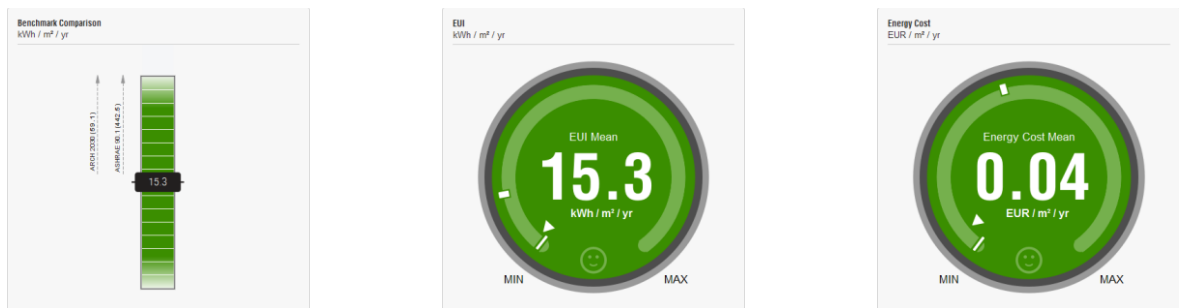 Benchmark Comparison
kWh / m² / yr
ARCH 2030 (59.1)
ASHRAE 90.1 (442.5)
15.3
EUI
kWh / m² / yr
EUI Mean
15.3
kWh / m² / yr
MIN
MAX
Energy Cost
EUR / m² / yr
Energy Cost Mean
0.04
EUR / m² / yr
MIN
MAX